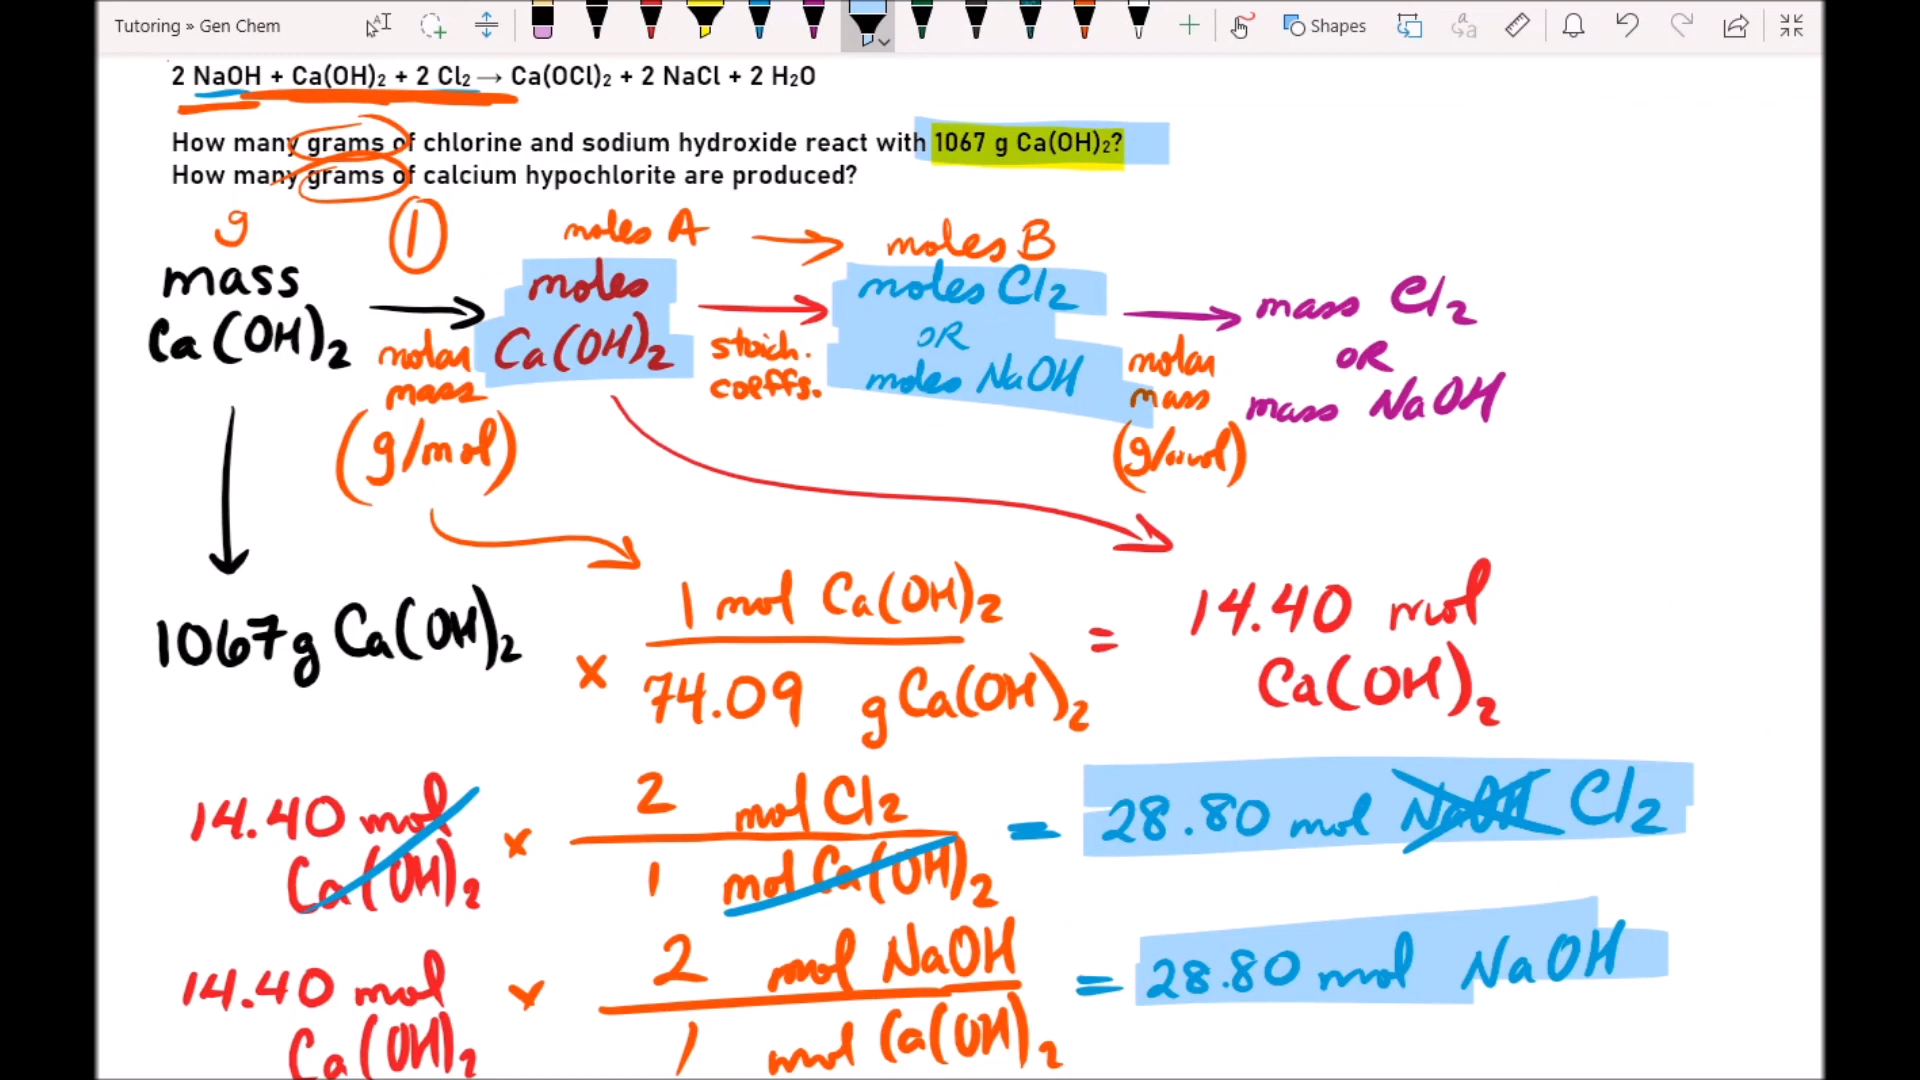 Tutoring » Gen Chem
Shapes
2 NaOH + Ca(OH)₂ + 2 Cl₂ → Ca(OCl)₂ + 2 NaCl + 2 H₂O
How many grams of chlorine and sodium hydroxide react with 1067 g Ca(OH)₂?
How many grams of calcium hypochlorite are produced?
g
1
moles A → moles B
mass
Ca(OH)₂
molar
mass
(g/mol)
moles
Ca(OH)₂
stoich.
coeffs.
moles Cl₂
OR
moles NaOH
molar
mass
(g/mol)
mass Cl₂
OR
mass NaOH
1067g Ca(OH)₂
×
1 mol Ca(OH)₂
74.09 g Ca(OH)₂
=
14.40 mol
Ca(OH)₂
14.40 mol
Ca(OH)₂
×
2 mol Cl₂
1 mol Ca(OH)₂
= 28.80 mol NaOH Cl₂
14.40 mol
Ca(OH)₂
×
2 mol NaOH
1 mol Ca(OH)₂
= 28.80 mol NaOH